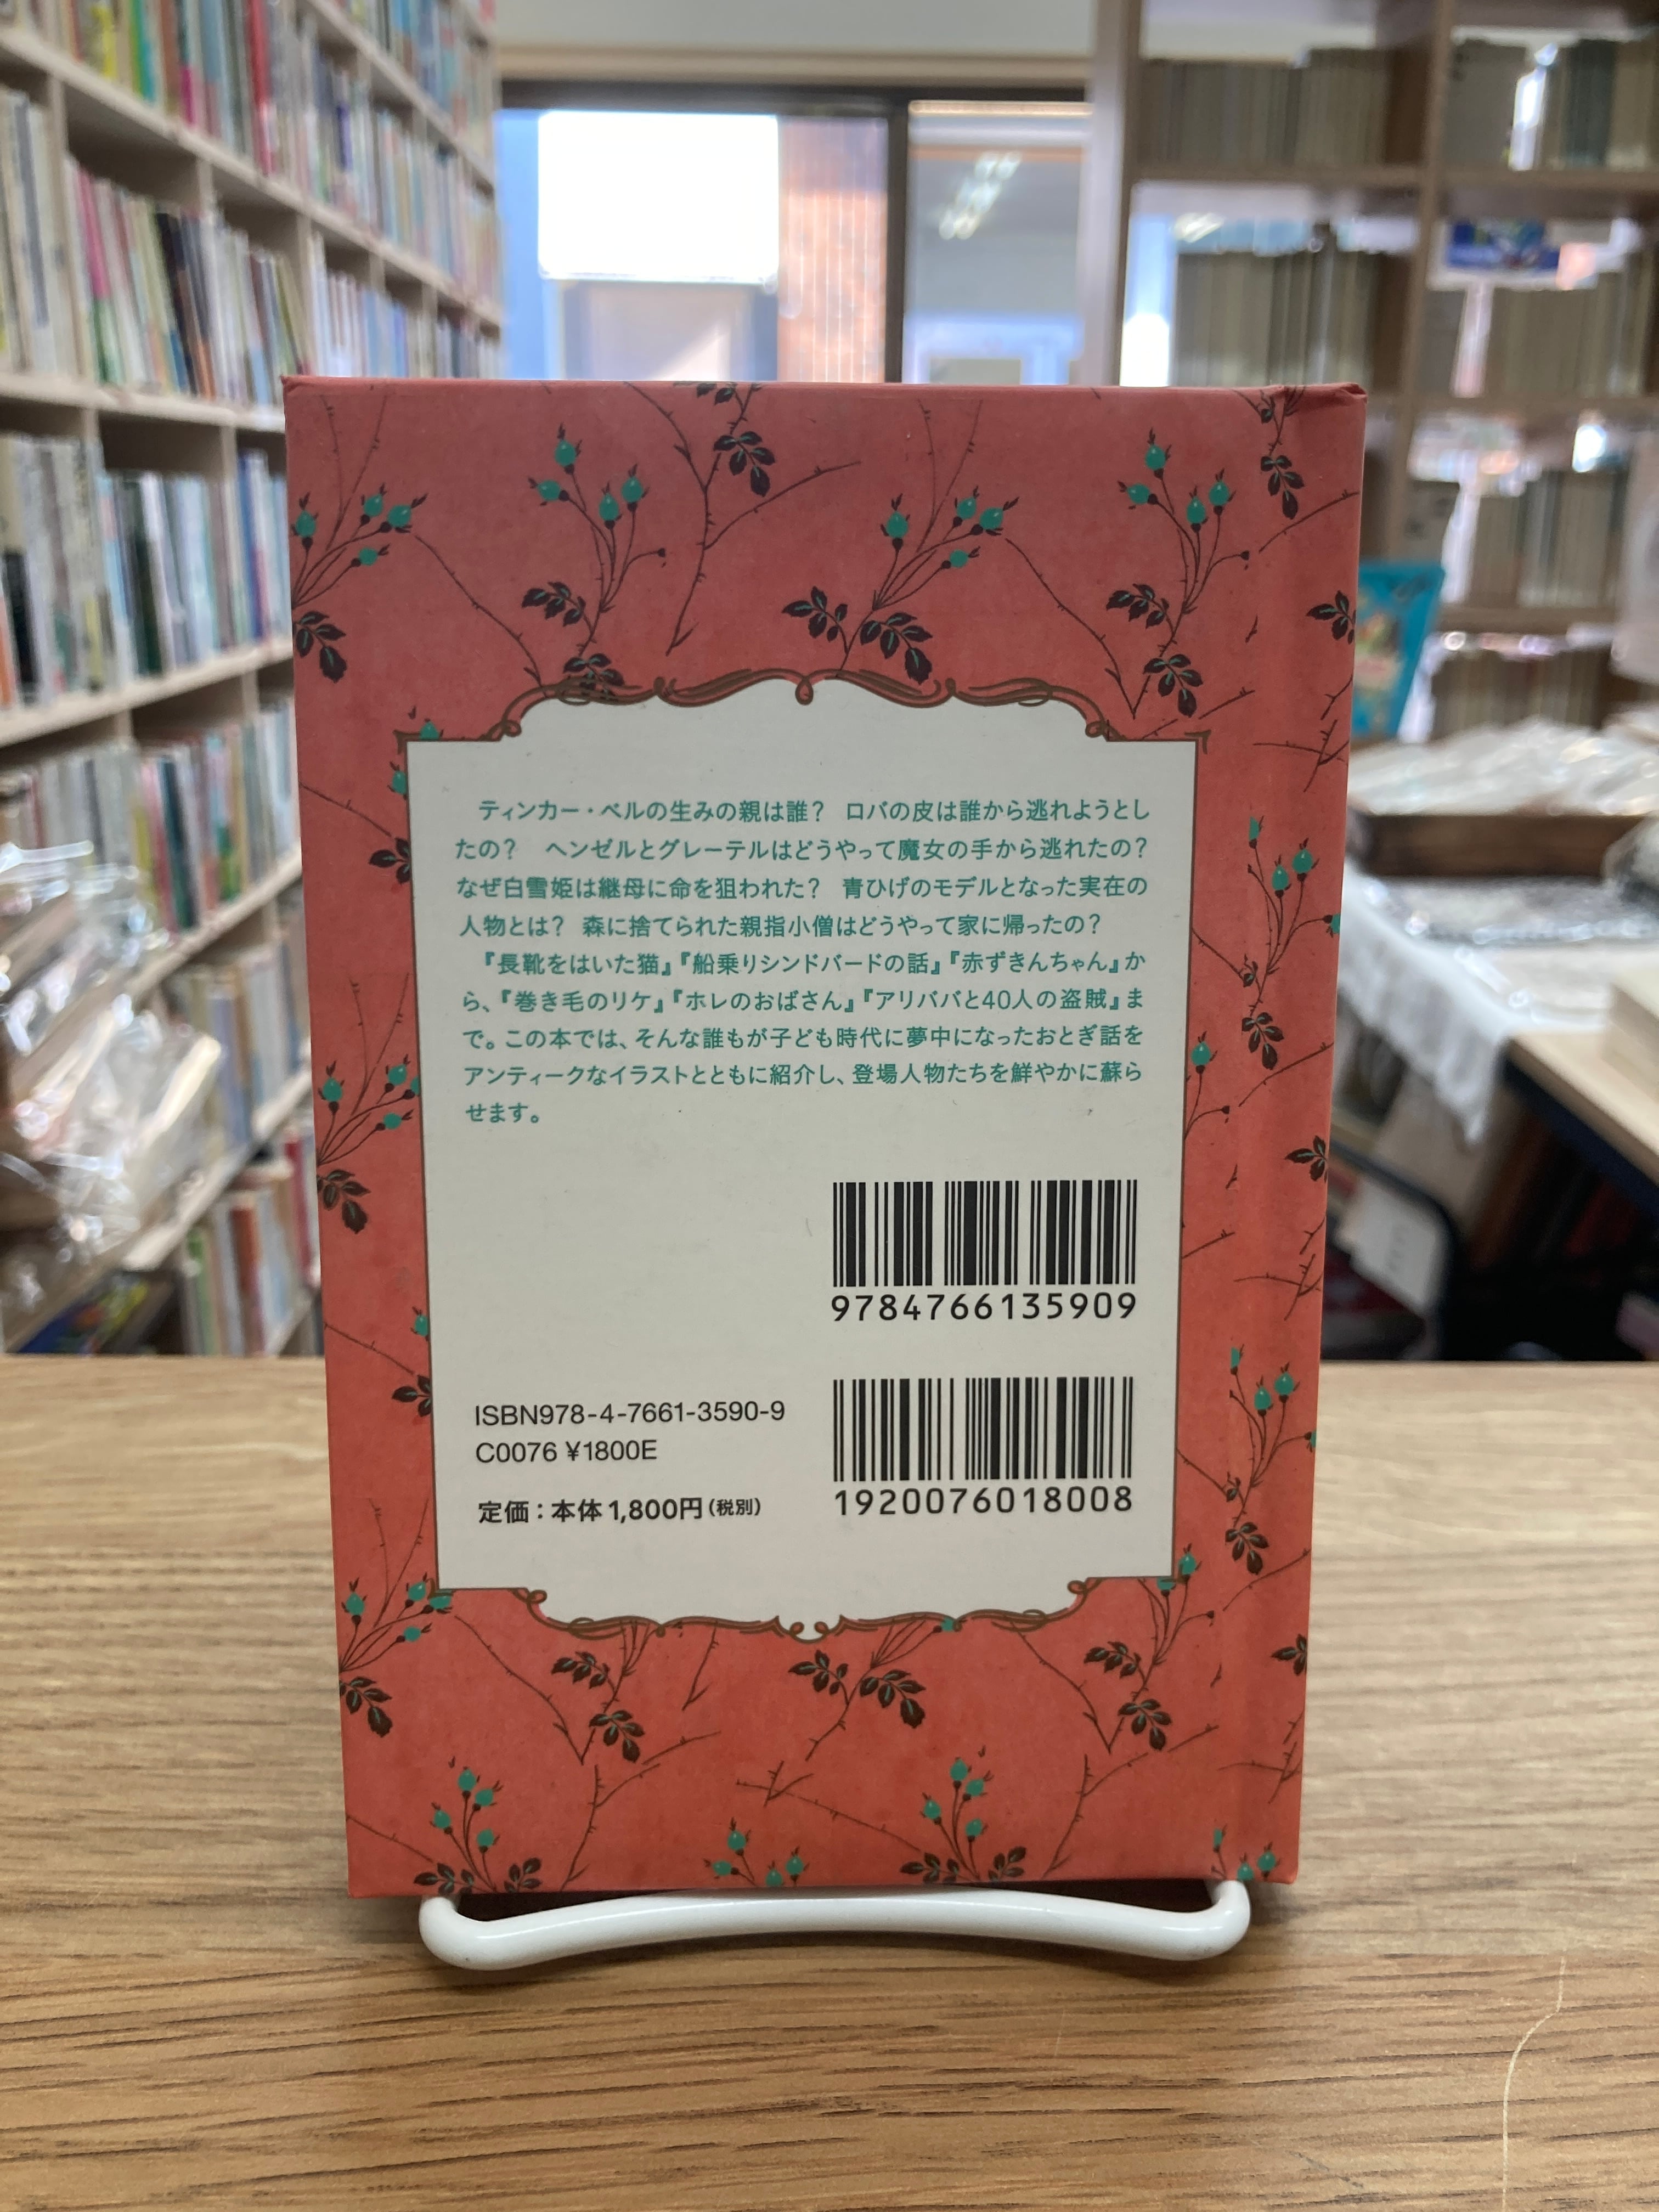 ティンカー・ベルの生みの親は誰？　ロバの皮は誰から逃れようとし
たの？　ヘンゼルとグレーテルはどうやって魔女の手から逃れたの？
なぜ白雪姫は継母に命を狙われた？　青ひげのモデルとなった実在の
人物とは？　森に捨てられた親指小僧はどうやって家に帰ったの？
『長靴をはいた猫』『船乗りシンドバードの話』『赤ずきんちゃん』か
ら、『巻き毛のリケ』『ホレのおばさん』『アリババと40人の盗賊』ま
で。この本では、そんな誰もが子ども時代に夢中になったおとぎ話を
アンティークなイラストとともに紹介し、登場人物たちを鮮やかに蘇ら
せます。
9784766135909
ISBN978-4-7661-3590-9
C0076 ¥1800E
定価：本体1,800円（税別）
1920076018008